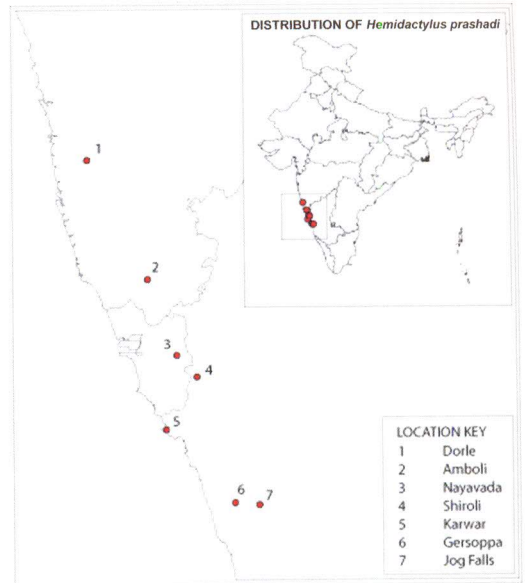 DISTRIBUTION OF Hemidactylus prashadi
1
2
3
4
5
6
7
LOCATION KEY
1 Dorle
2 Amboli
3 Nayavada
4 Shiroli
5 Karwar
6 Gersoppa
7 Jog Falls